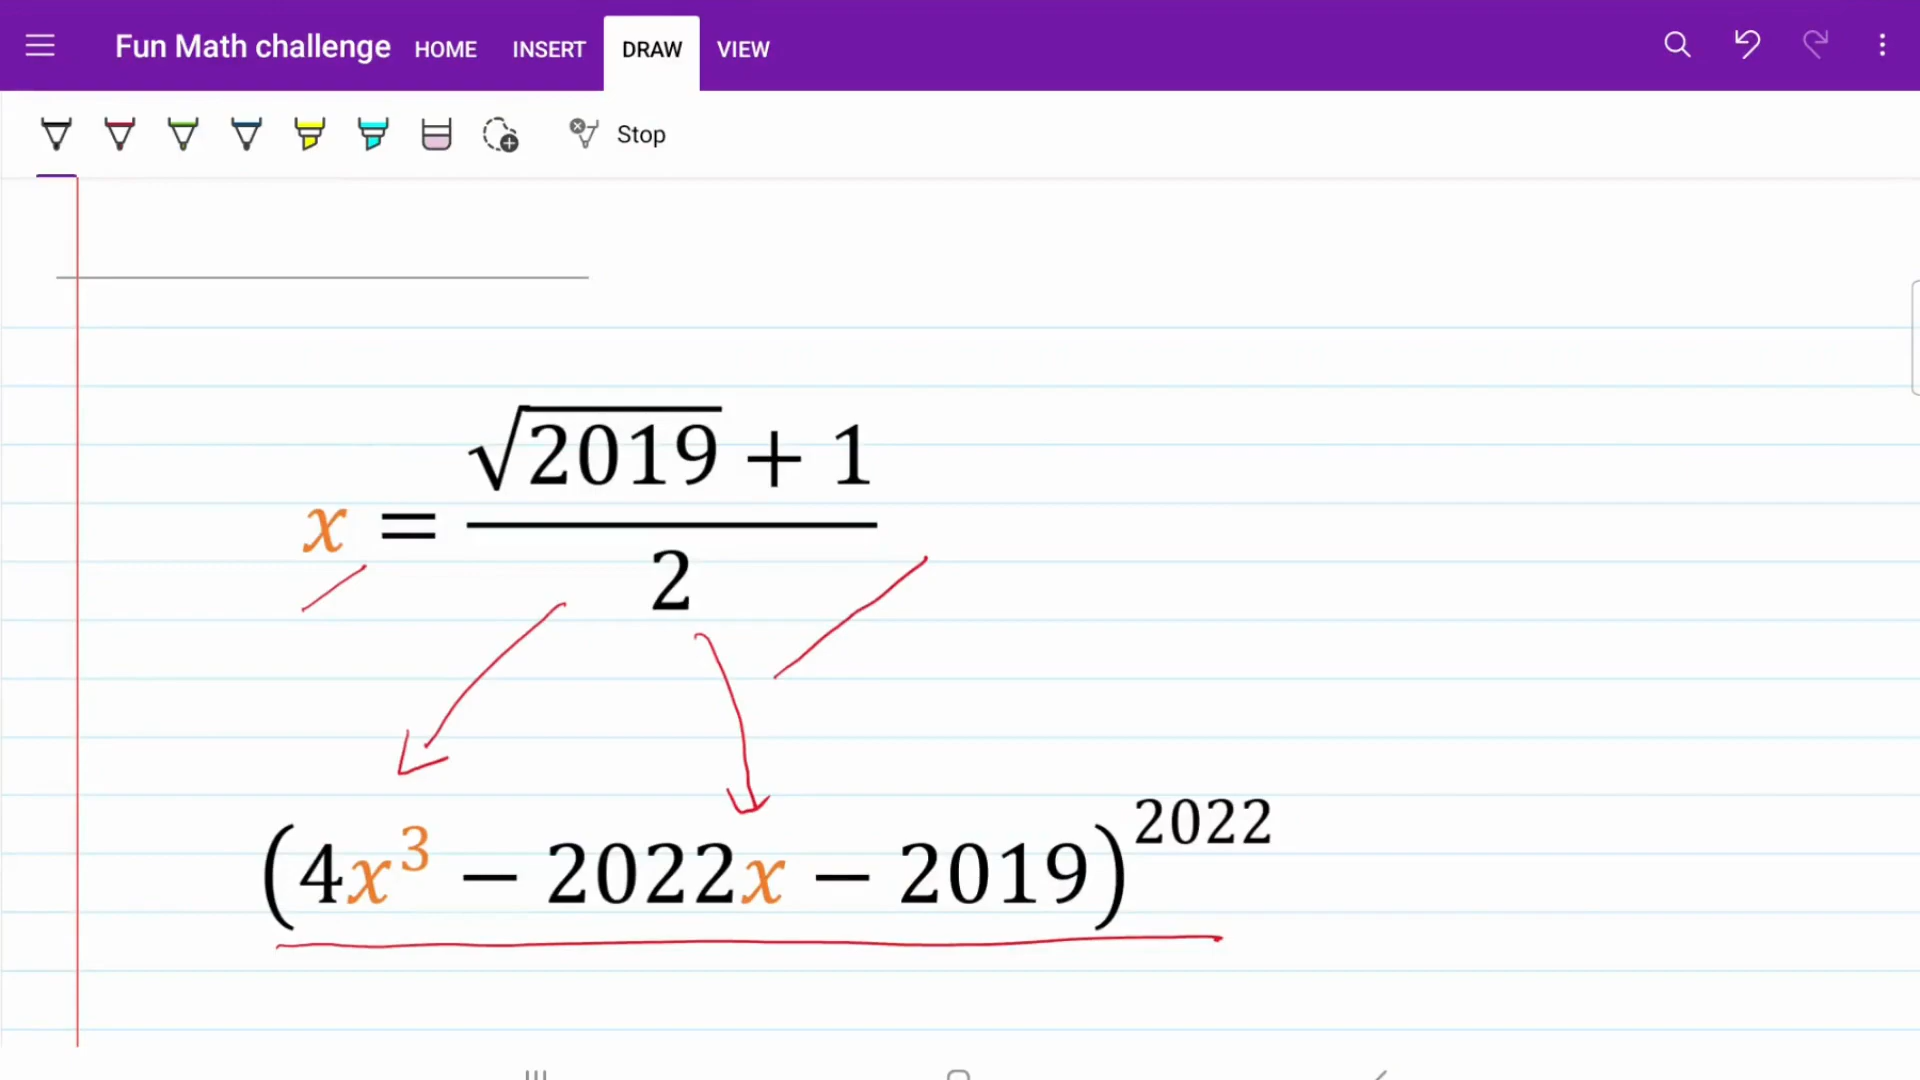 Fun Math challenge HOME INSERT DRAW VIEW
Stop
x = (√2019 + 1) / 2
(4x³ − 2022x − 2019)²⁰²²